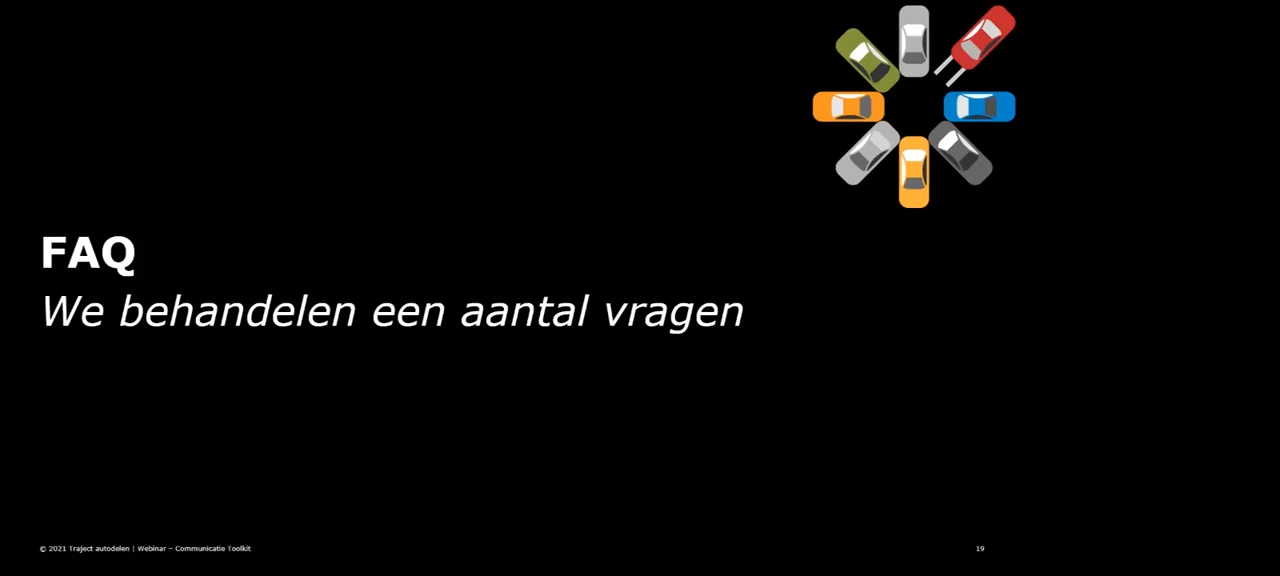 FAQ
We behandelen een aantal vragen
© 2021 Traject autodelen | Webinar – Communicatie Toolkit
19